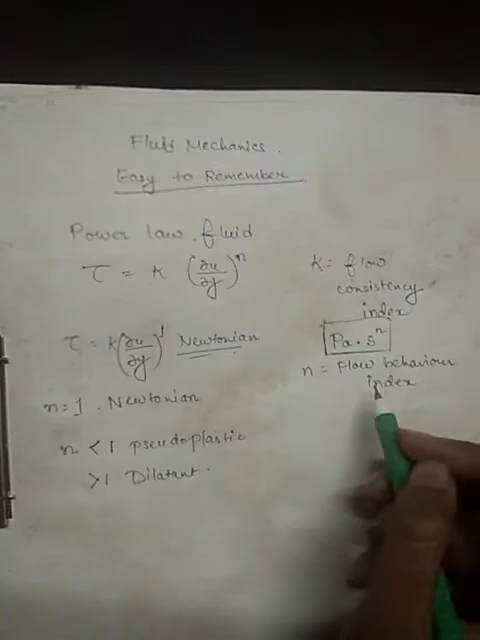 Fluid Mechanics.
Easy to Remember
Power law fluid
τ = k (∂u/∂y)^n
k = flow
consistency
index
Pa·s^n
τ = k(∂u/∂y)^1 Newtonian
n = Flow behaviour
index
n=1. Newtonian
n < 1 pseudoplastic
>1 Dilatant.